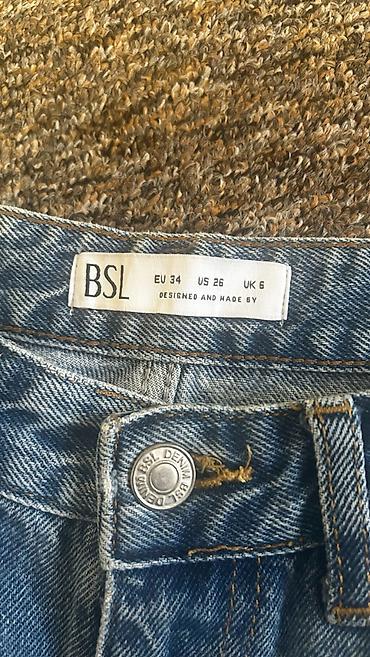 BSL EU 34 US 26 UK 6
DESIGNED AND MADE BY
BSL DENIM BSL DENIM